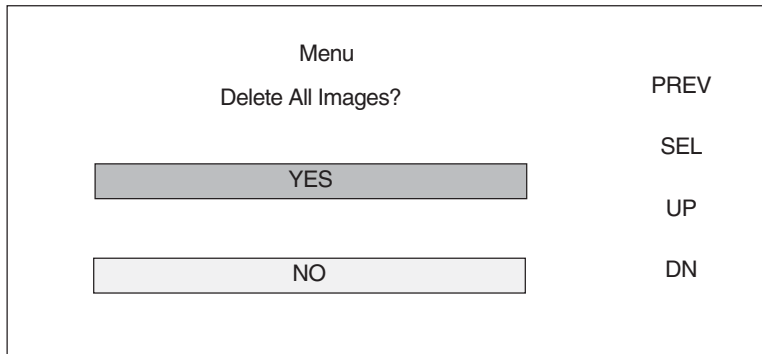 Menu
Delete All Images?
YES
NO
PREV
SEL
UP
DN